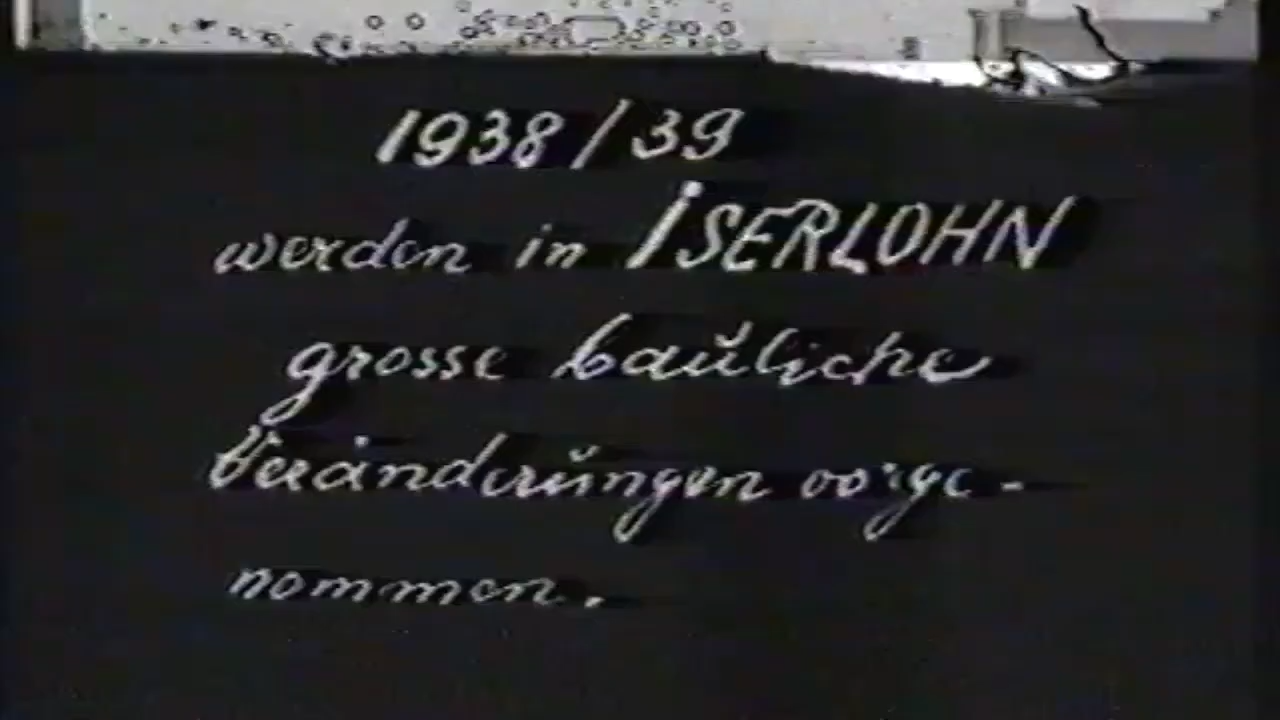 1938/39
werden in ISERLOHN
grosse bauliche
Veränderungen vorge-
nommen.